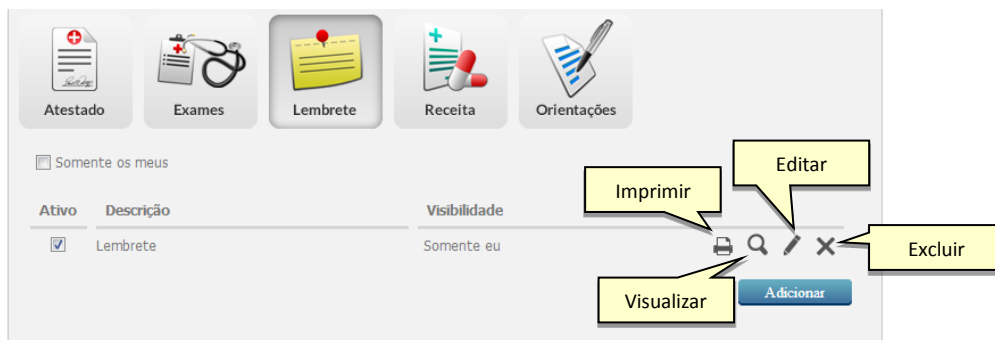 Atestado
Exames
Lembrete
Receita
Orientações
Somente os meus
Editar
Imprimir
Ativo Descrição Visibilidade
Lembrete Somente eu
Excluir
Visualizar
Adicionar